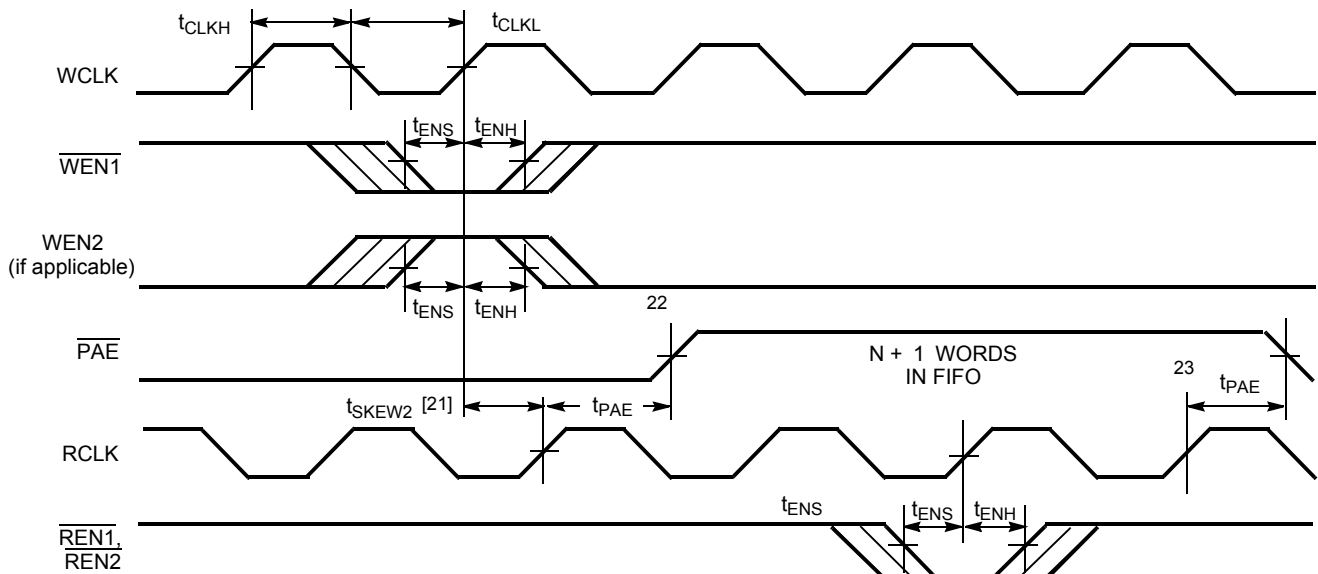 tCLKH
tCLKL
WCLK
tENS
tENH
WEN1
WEN2
(if applicable)
tENS
tENH
22
PAE
N + 1 WORDS
IN FIFO
23
tPAE
tSKEW2 [21]
tPAE
RCLK
tENS
tENS
tENH
REN1,
REN2